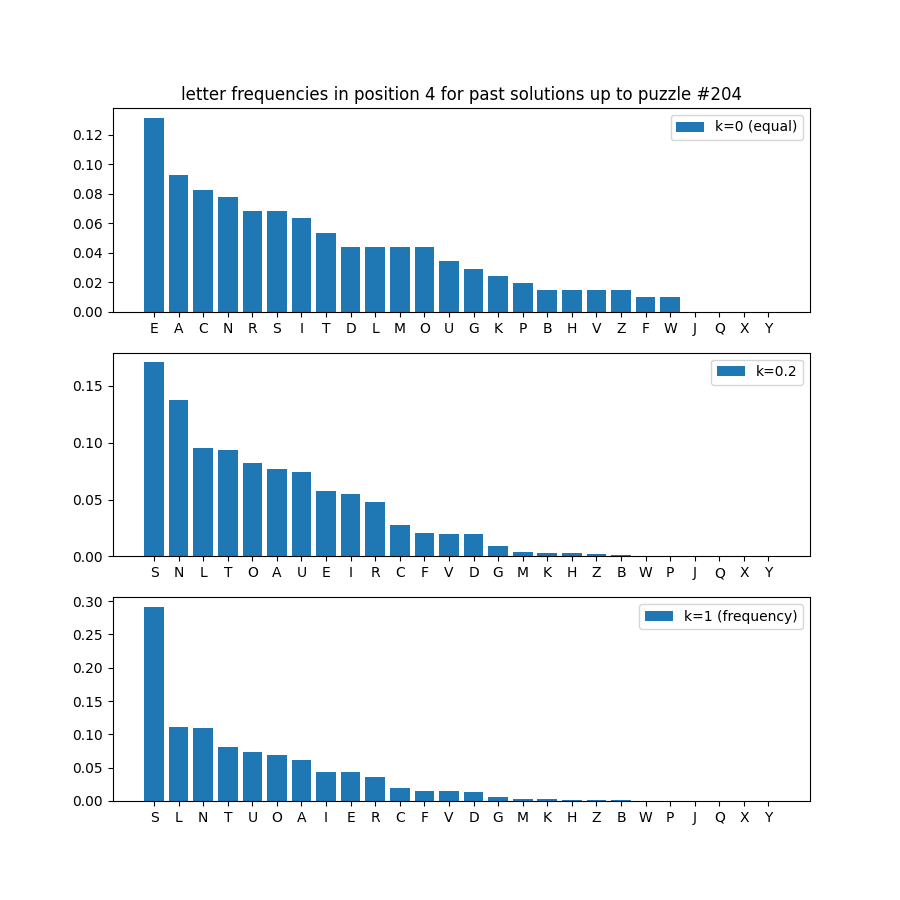 letter frequencies in position 4 for past solutions up to puzzle #204
k=0 (equal)
0.12
0.10
0.08
0.06
0.04
0.02
0.00
E A C N R S I T D L M O U G K P B H V Z F W J Q X Y
k=0.2
0.15
0.10
0.05
0.00
S N L T O A U E I R C F V D G M K H Z B W P J Q X Y
0.30
k=1 (frequency)
0.25
0.20
0.15
0.10
0.05
0.00
S L N T U O A I E R C F V D G M K H Z B W P J Q X Y